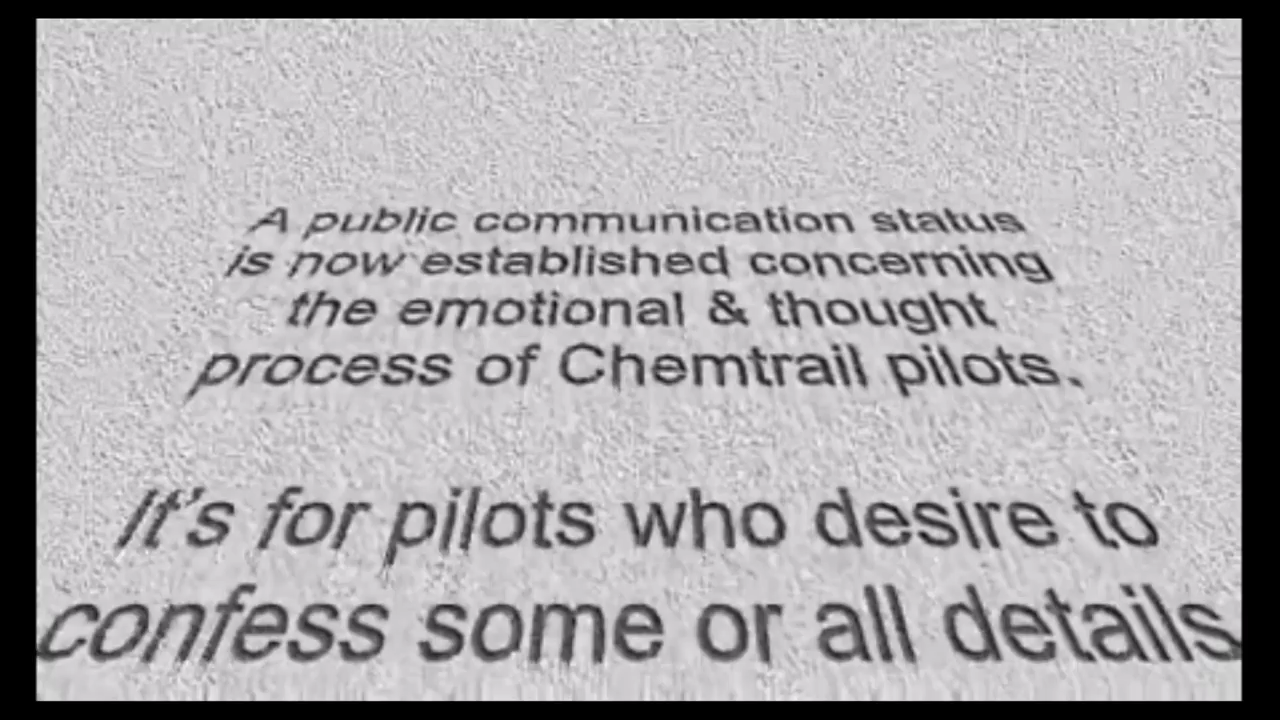 A public communication status
is now established concerning
the emotional & thought
process of Chemtrail pilots.
It's for pilots who desire to
confess some or all details